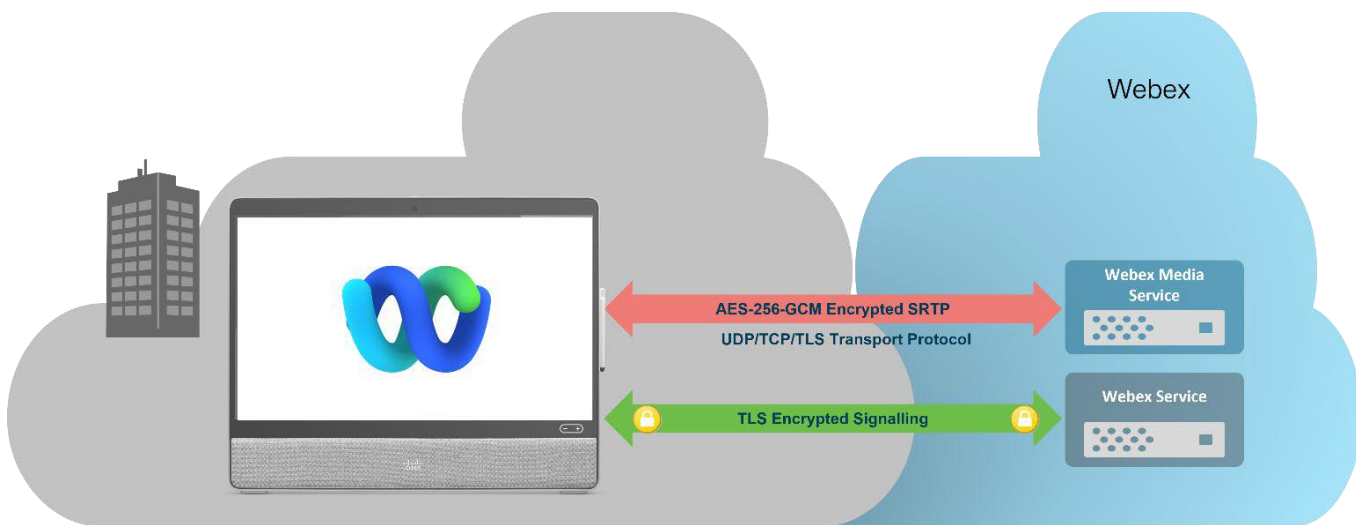 Webex
Webex Media
Service
AES-256-GCM Encrypted SRTP
UDP/TCP/TLS Transport Protocol
Webex Service
TLS Encrypted Signalling
cisco